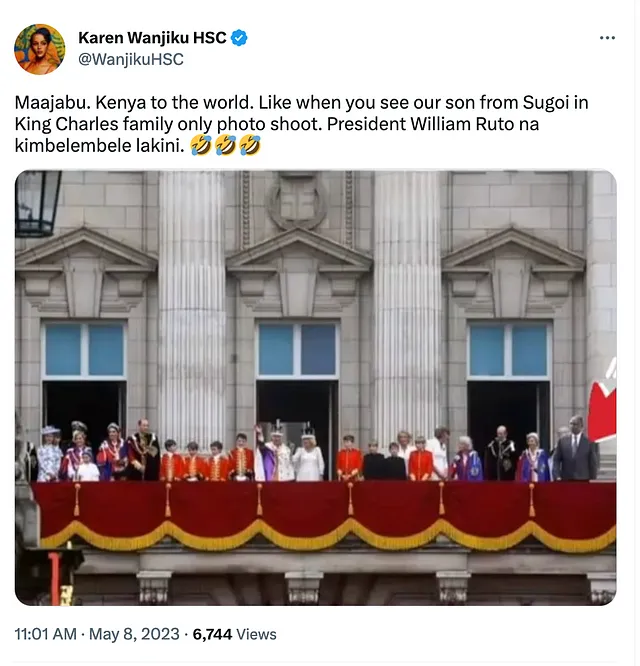 Karen Wanjiku HSC
@WanjikuHSC
Maajabu. Kenya to the world. Like when you see our son from Sugoi in
King Charles family only photo shoot. President William Ruto na
kimbelembele lakini. 🤣🤣🤣
11:01 AM · May 8, 2023 · 6,744 Views